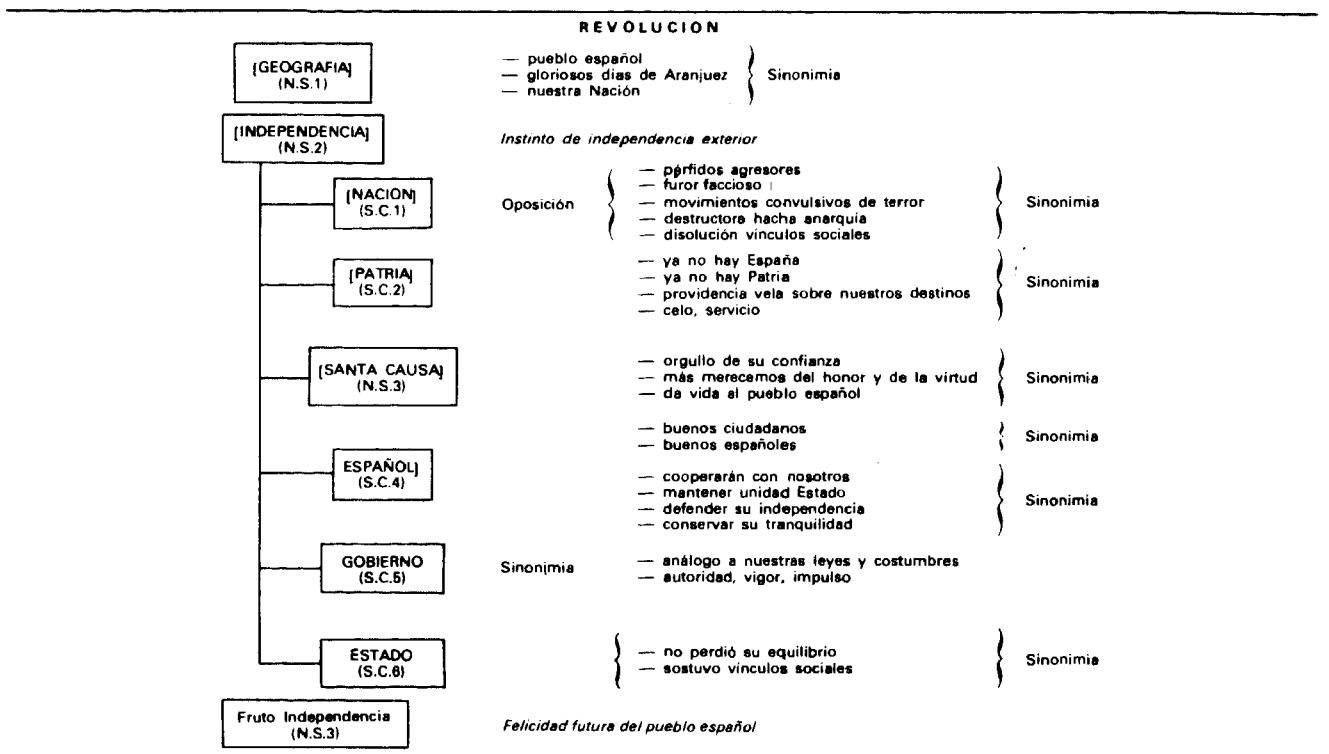 REVOLUCION
[GEOGRAFIA]
(N.S.1)
— pueblo español
— gloriosos días de Aranjuez
— nuestra Nación
Sinonimia
[INDEPENDENCIA]
(N.S.2)
Instinto de independencia exterior
[NACION]
(S.C.1)
Oposición
— pérfidos agresores
— furor faccioso
— movimientos convulsivos de terror
— destructora hacha anarquía
— disolución vínculos sociales
Sinonimia
[PATRIA]
(S.C.2)
— ya no hay España
— ya no hay Patria
— providencia vela sobre nuestros destinos
— celo, servicio
Sinonimia
[SANTA CAUSA]
(N.S.3)
— orgullo de su confianza
— más merecemos del honor y de la virtud
— da vida al pueblo español
Sinonimia
— buenos ciudadanos
— buenos españoles
Sinonimia
ESPAÑOL]
(S.C.4)
— cooperarán con nosotros
— mantener unidad Estado
— defender su independencia
— conservar su tranquilidad
Sinonimia
GOBIERNO
(S.C.5)
Sinonimia
— análogo a nuestras leyes y costumbres
— autoridad, vigor, impulso
ESTADO
(S.C.6)
— no perdió su equilibrio
— sostuvo vínculos sociales
Sinonimia
Fruto Independencia
(N.S.3)
Felicidad futura del pueblo español